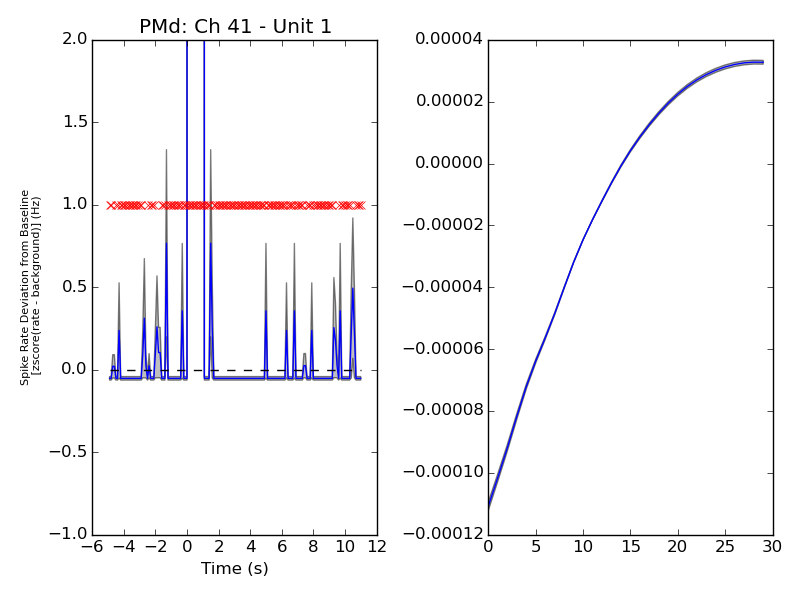 PMd: Ch 41 - Unit 1
2.0
1.5
1.0
0.5
0.0
−0.5
−1.0
Spike Rate Deviation from Baseline
[zscore(rate - background)] (Hz)
−6 −4 −2 0 2 4 6 8 10 12
Time (s)
0.00004
0.00002
0.00000
−0.00002
−0.00004
−0.00006
−0.00008
−0.00010
−0.00012
0 5 10 15 20 25 30